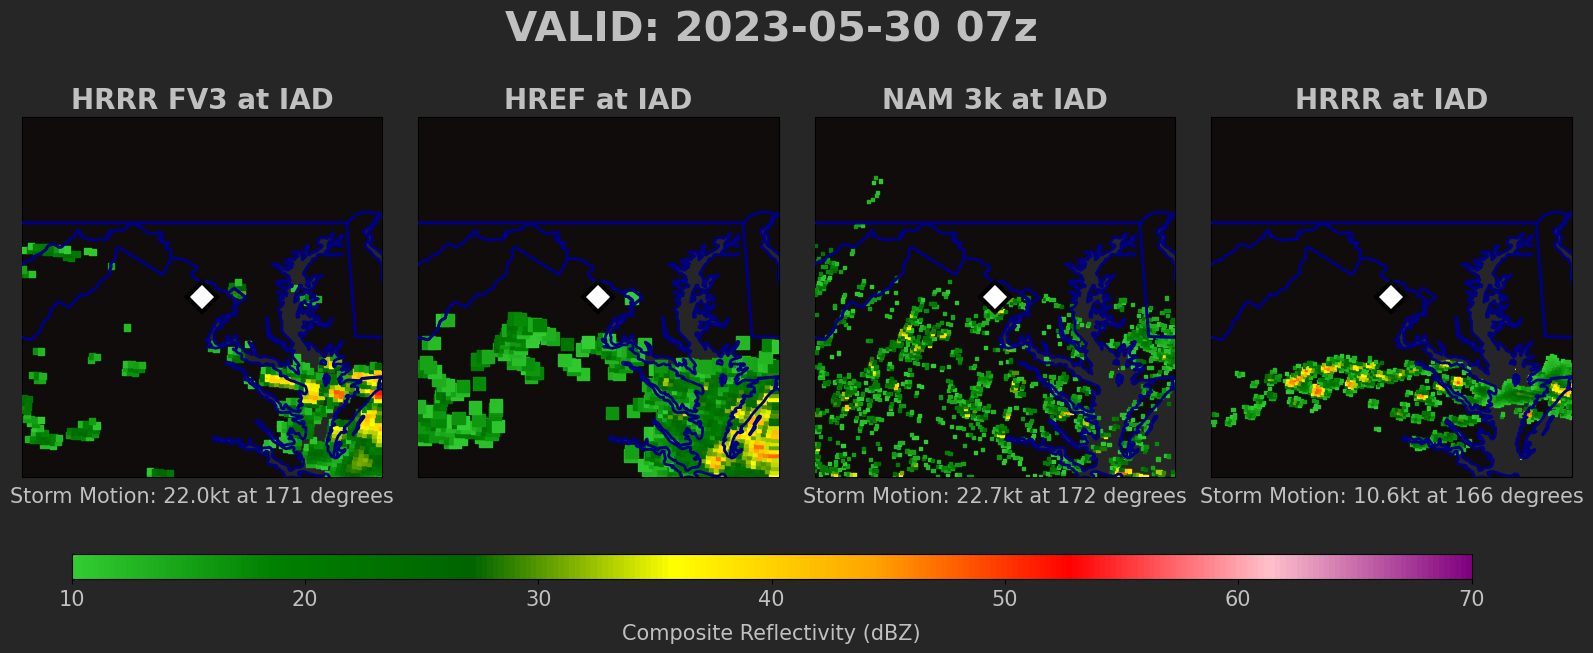 VALID: 2023-05-30 07z
HRRR FV3 at IAD
HREF at IAD
NAM 3k at IAD
HRRR at IAD
Storm Motion: 22.0kt at 171 degrees
Storm Motion: 22.7kt at 172 degrees
Storm Motion: 10.6kt at 166 degrees
10 20 30 40 50 60 70
Composite Reflectivity (dBZ)